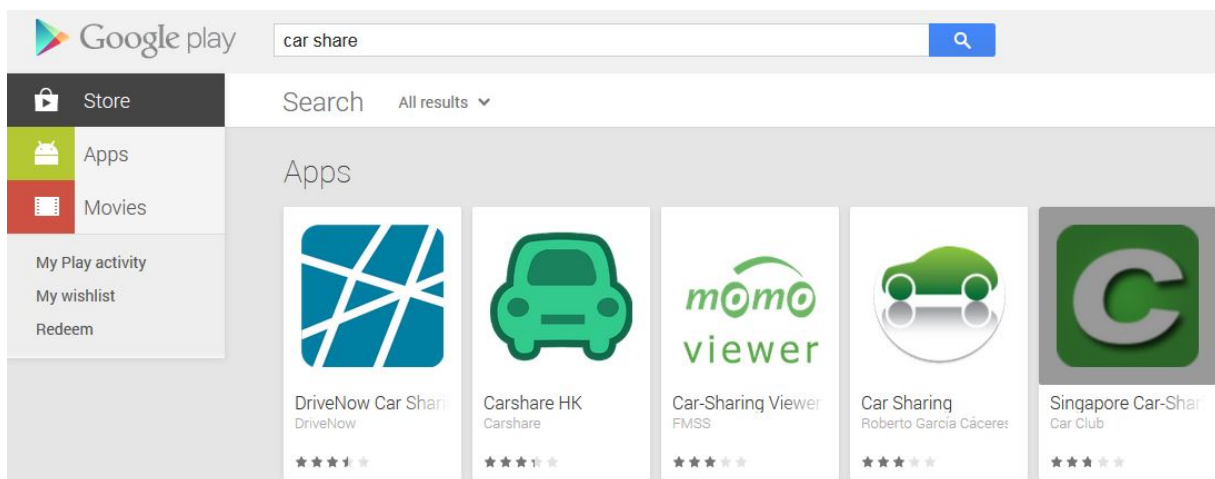 Google play
car share
Store
Search
All results
Apps
Movies
My Play activity
My wishlist
Redeem
Apps
momo
viewer
C
DriveNow Car Shari
DriveNow
Carshare HK
Carshare
Car-Sharing Viewer
FMSS
Car Sharing
Roberto García Cáceres
Singapore Car-Shar
Car Club